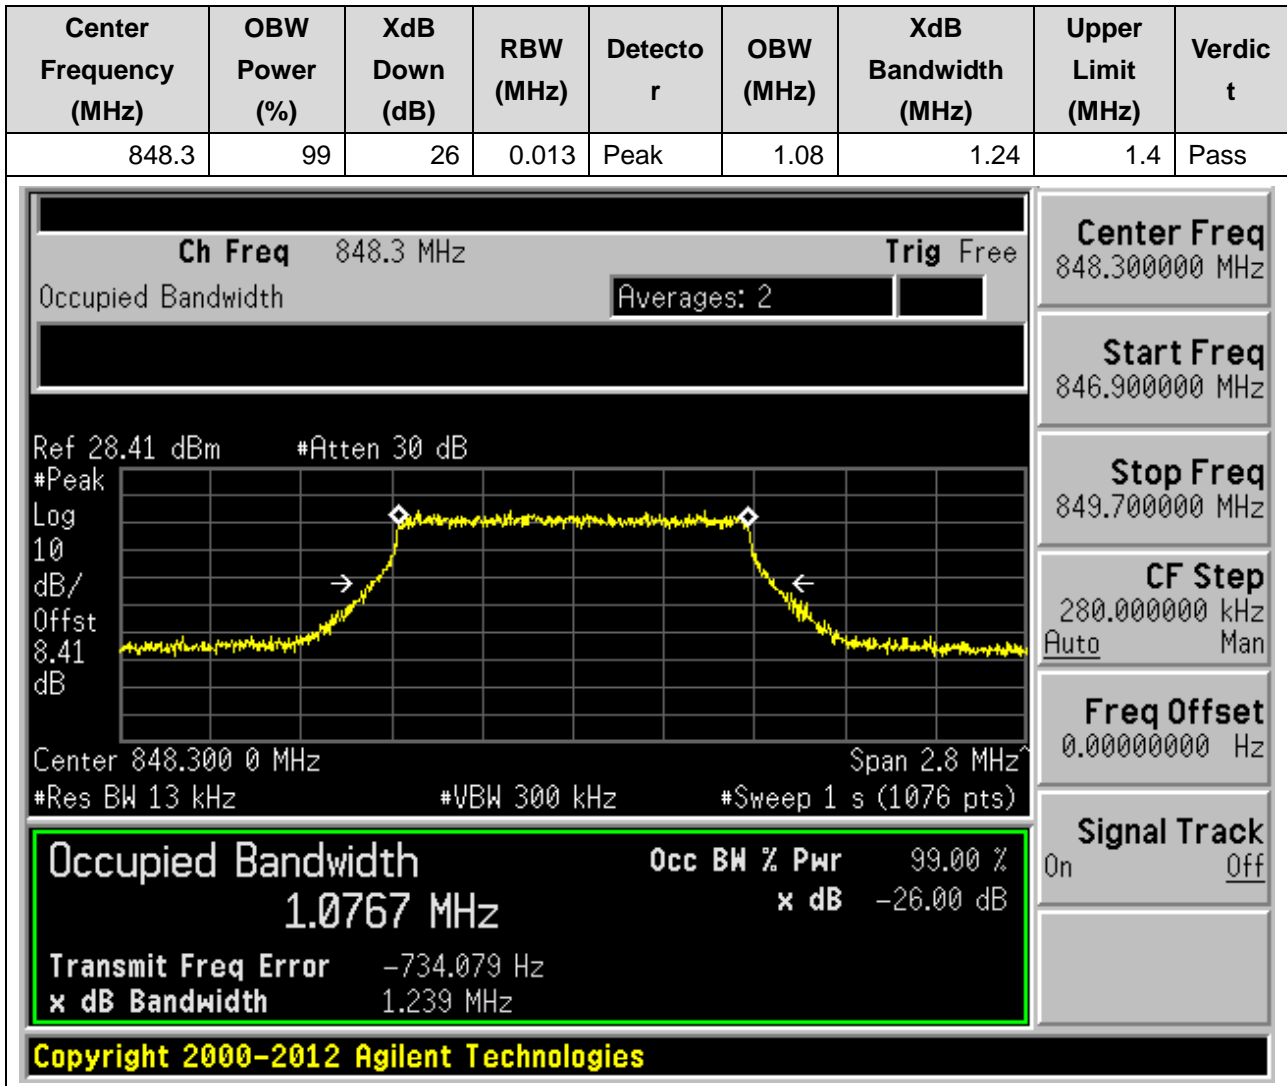 Center Frequency (MHz) OBW Power (%) XdB Down (dB) RBW (MHz) Detecto r OBW (MHz) XdB Bandwidth (MHz) Upper Limit (MHz) Verdic t
848.3 99 26 0.013 Peak 1.08 1.24 1.4 Pass
Ch Freq 848.3 MHz Trig Free
Occupied Bandwidth Averages: 2
Ref 28.41 dBm #Atten 30 dB
#Peak
Log
10
dB/
Offst
8.41
dB
Center 848.300 0 MHz Span 2.8 MHz^
#Res BW 13 kHz #VBW 300 kHz #Sweep 1 s (1076 pts)
Occupied Bandwidth Occ BW % Pwr 99.00 %
1.0767 MHz x dB -26.00 dB
Transmit Freq Error -734.079 Hz
x dB Bandwidth 1.239 MHz
Copyright 2000-2012 Agilent Technologies
Center Freq
848.300000 MHz
Start Freq
846.900000 MHz
Stop Freq
849.700000 MHz
CF Step
280.000000 kHz
Auto Man
Freq Offset
0.00000000 Hz
Signal Track
On Off